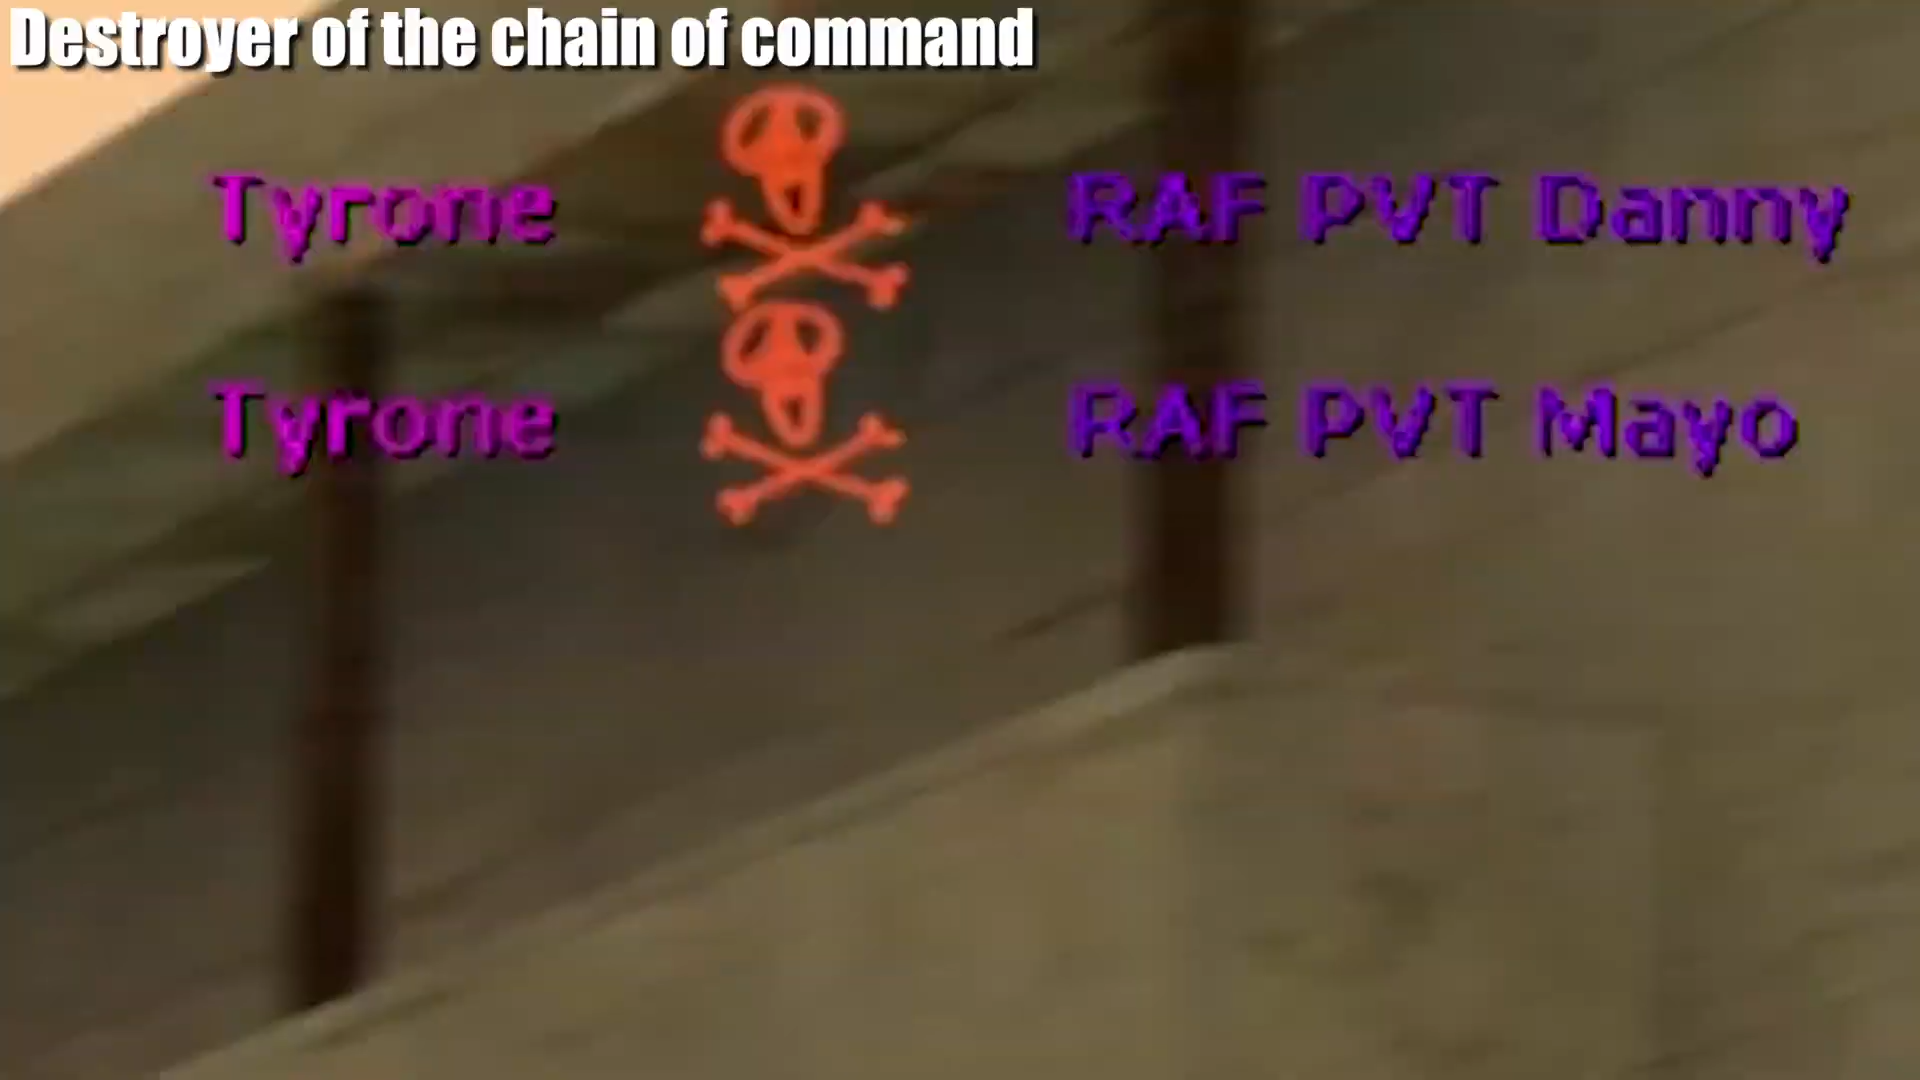 Destroyer of the chain of command
Tyrone RAF PVT Danny
Tyrone RAF PVT Mayo